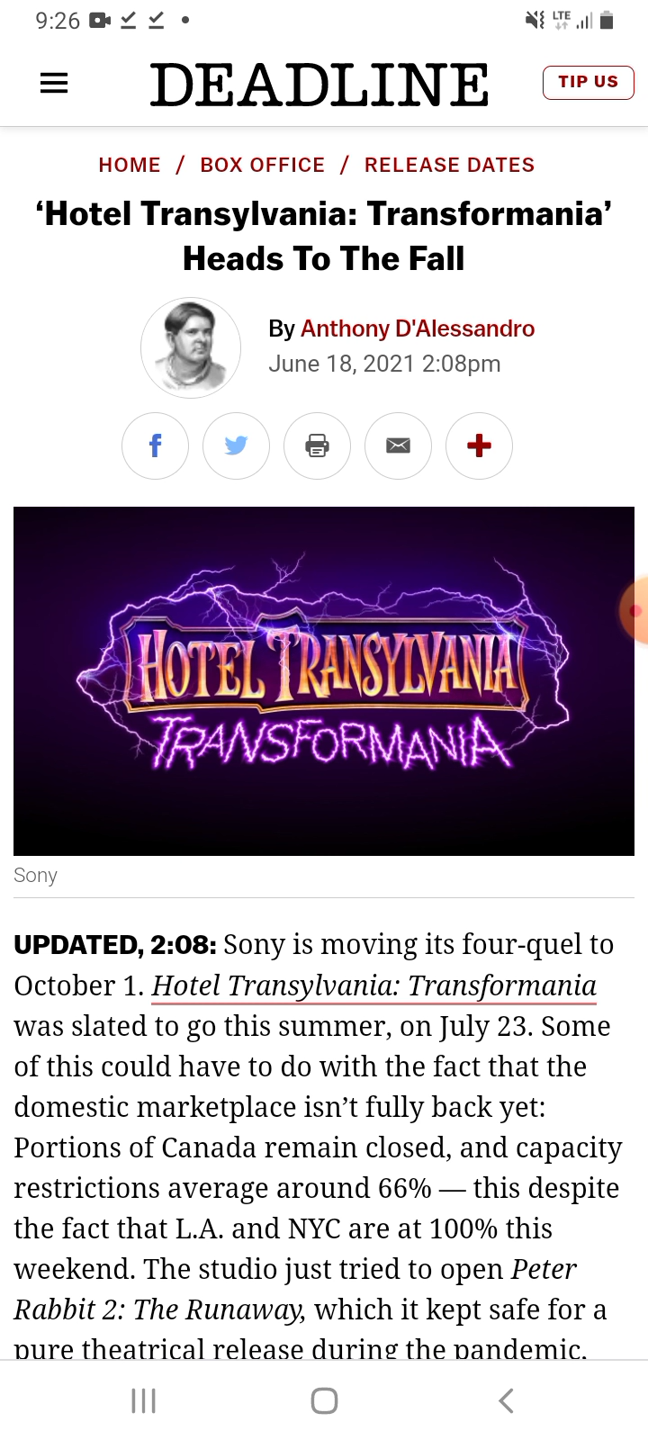 9:26
LTE
DEADLINE
TIP US
HOME / BOX OFFICE / RELEASE DATES
‘Hotel Transylvania: Transformania’
Heads To The Fall
By Anthony D'Alessandro
June 18, 2021 2:08pm
HOTEL TRANSYLVANIA
TRANSFORMANIA
Sony
UPDATED, 2:08: Sony is moving its four-quel to
October 1. Hotel Transylvania: Transformania
was slated to go this summer, on July 23. Some
of this could have to do with the fact that the
domestic marketplace isn’t fully back yet:
Portions of Canada remain closed, and capacity
restrictions average around 66% — this despite
the fact that L.A. and NYC are at 100% this
weekend. The studio just tried to open Peter
Rabbit 2: The Runaway, which it kept safe for a
pure theatrical release during the pandemic,